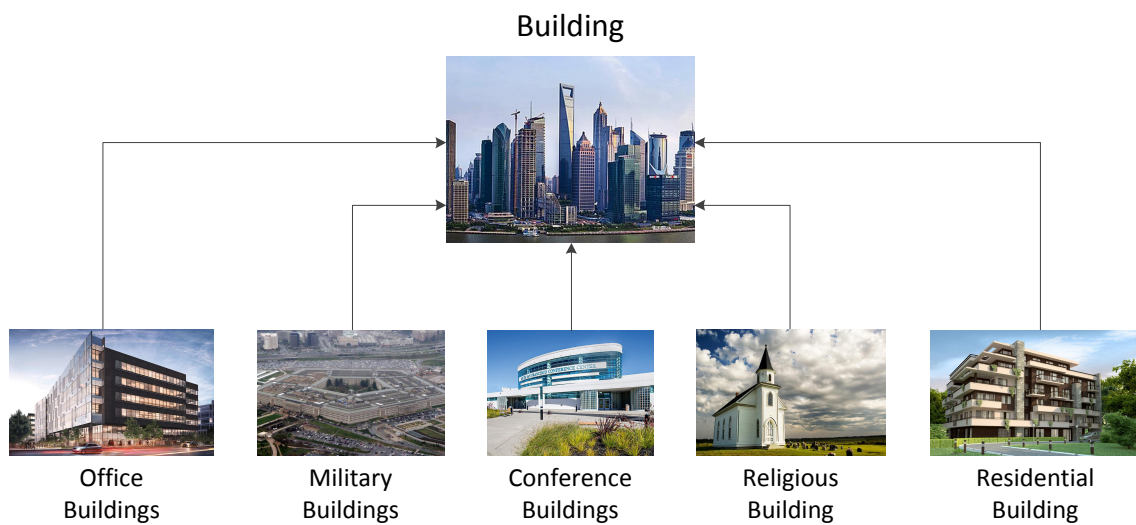 Building
Office
Buildings
Military
Buildings
Conference
Buildings
Religious
Building
Residential
Building